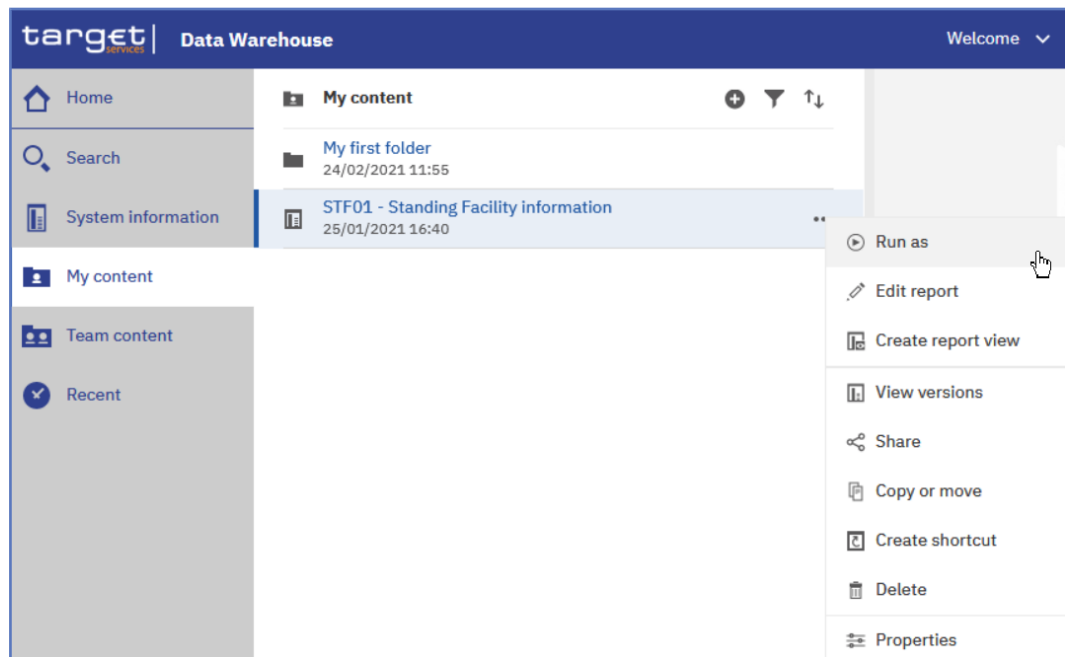 target| Data Warehouse Welcome
services
Home
Search
System information
My content
Team content
Recent
My content
My first folder
24/02/2021 11:55
STF01 - Standing Facility information
25/01/2021 16:40
Run as
Edit report
Create report view
View versions
Share
Copy or move
Create shortcut
Delete
Properties